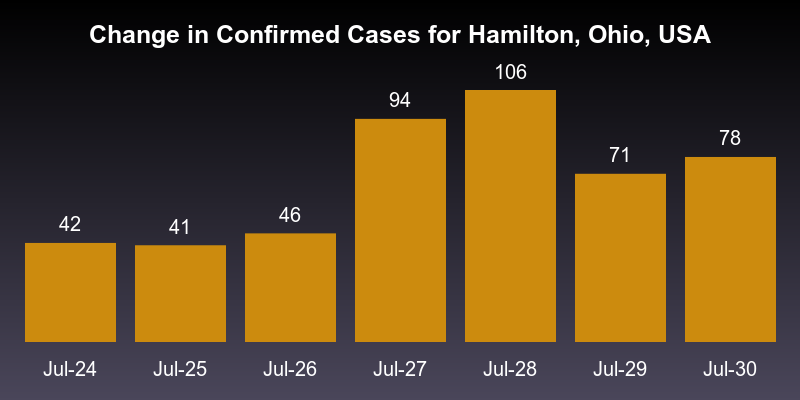 Change in Confirmed Cases for Hamilton, Ohio, USA
42 41 46 94 106 71 78
Jul-24 Jul-25 Jul-26 Jul-27 Jul-28 Jul-29 Jul-30